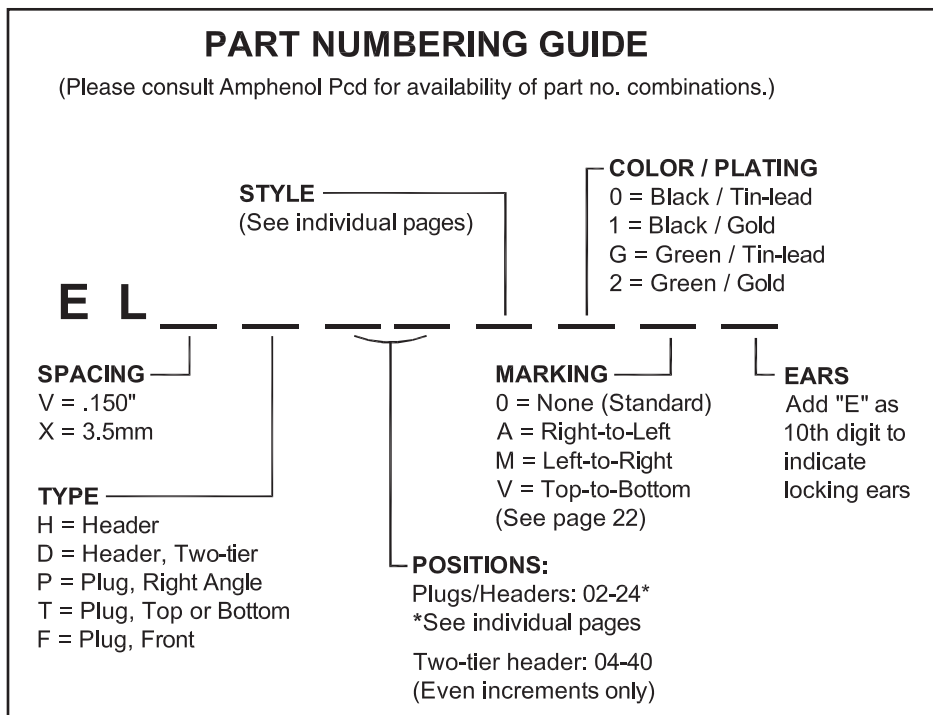 PART NUMBERING GUIDE
(Please consult Amphenol Pcd for availability of part no. combinations.)
STYLE
(See individual pages)
COLOR / PLATING
0 = Black / Tin-lead
1 = Black / Gold
G = Green / Tin-lead
2 = Green / Gold
E L
SPACING
V = .150"
X = 3.5mm
TYPE
H = Header
D = Header, Two-tier
P = Plug, Right Angle
T = Plug, Top or Bottom
F = Plug, Front
MARKING
0 = None (Standard)
A = Right-to-Left
M = Left-to-Right
V = Top-to-Bottom
(See page 22)
EARS
Add "E" as
10th digit to
indicate
locking ears
POSITIONS:
Plugs/Headers: 02-24*
*See individual pages
Two-tier header: 04-40
(Even increments only)